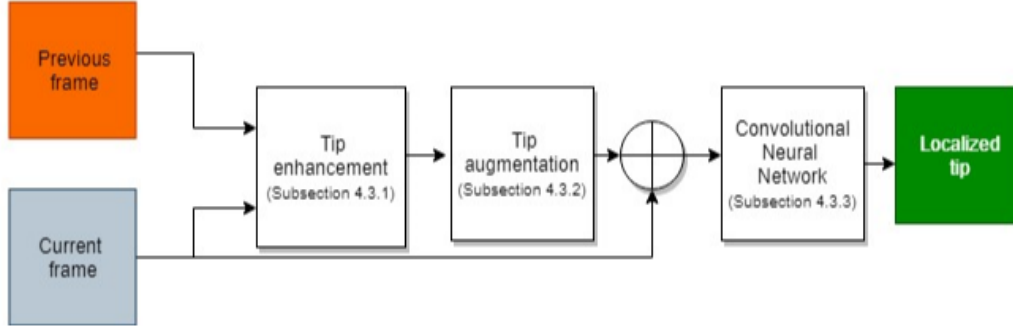 Previous
frame
Current
frame
Tip
enhancement
(Subsection 4.3.1)
Tip
augmentation
(Subsection 4.3.2)
Convolutional
Neural
Network
(Subsection 4.3.3)
Localized
tip